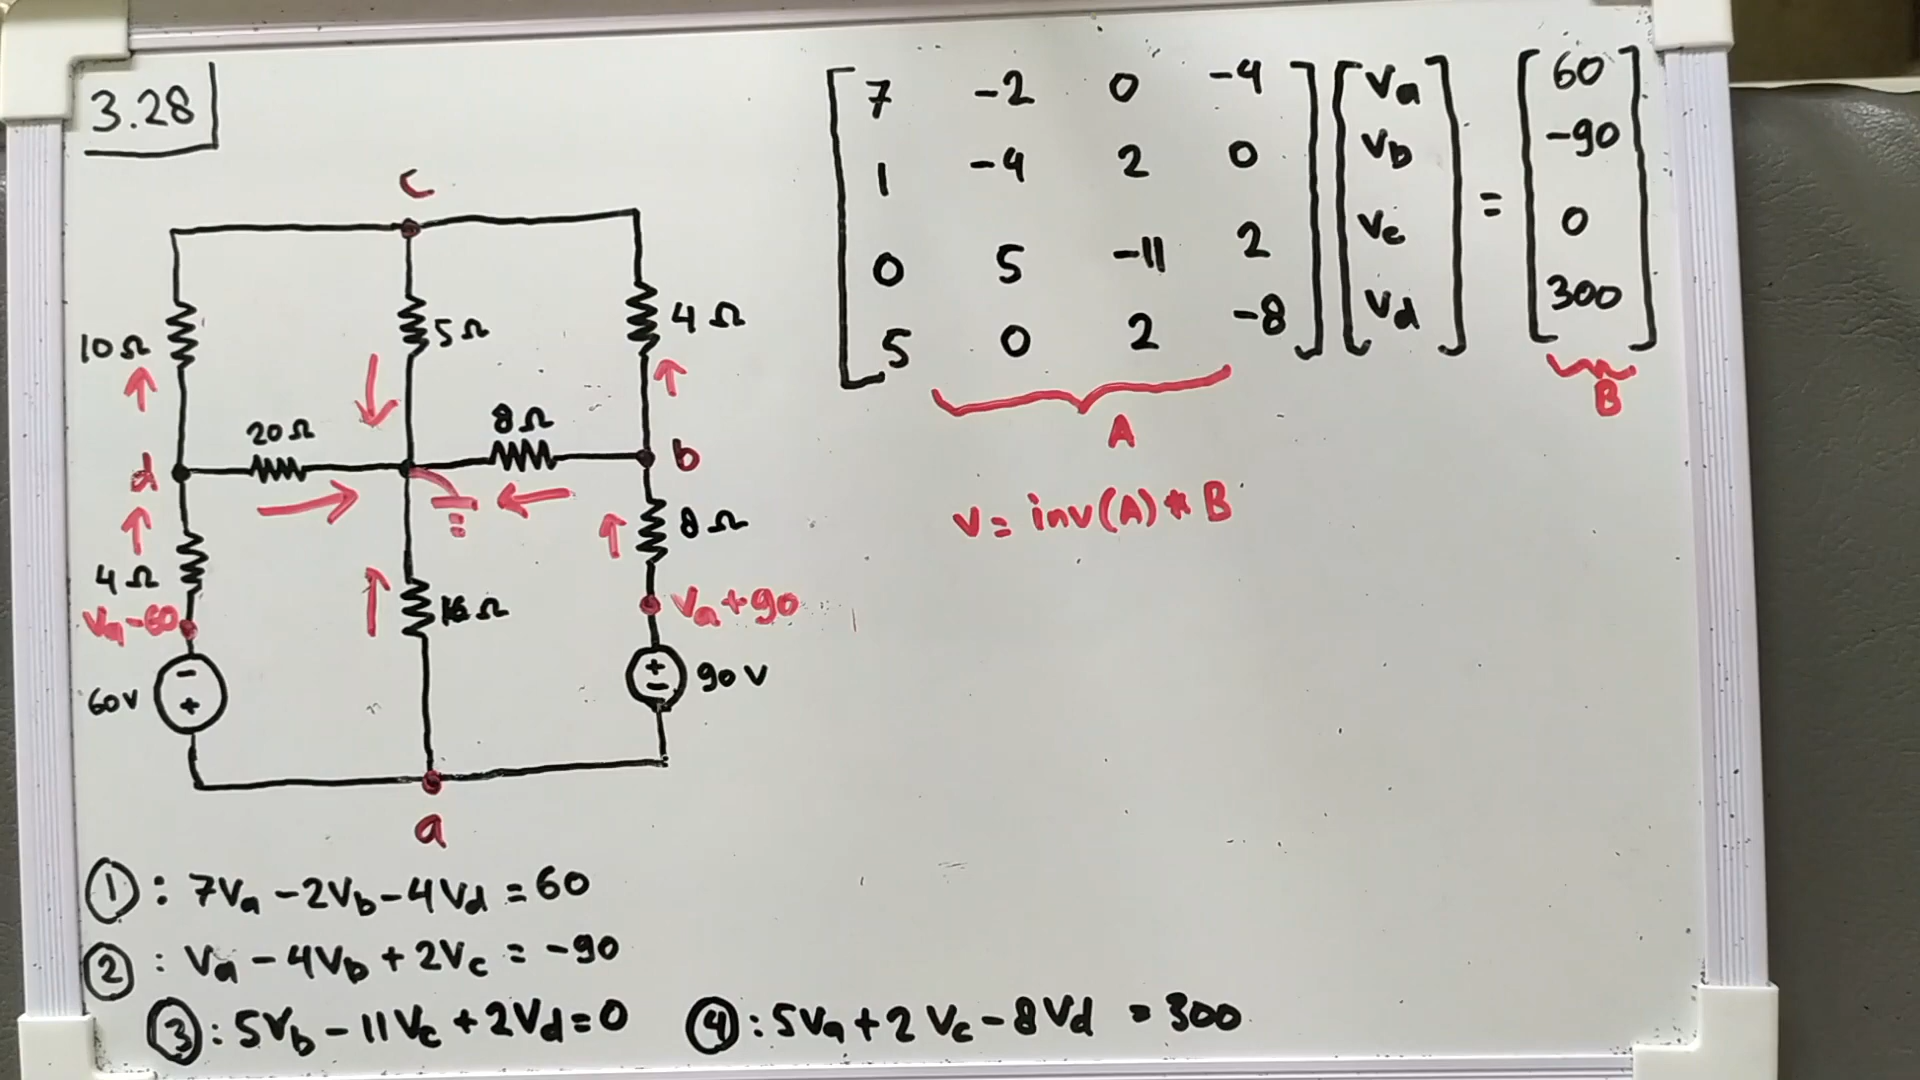 3.28
c
10Ω
5Ω
4Ω
20Ω
8Ω
d
b
4Ω
8Ω
Va-60
16Ω
Va+90
60V
-
+
+
-
90V
a
7 -2 0 -4
1 -4 2 0
0 5 -11 2
5 0 2 -8
Va
Vb
Vc
Vd
=
60
-90
0
300
A
B
V = inv(A) * B
①: 7Va - 2Vb - 4Vd = 60
②: Va - 4Vb + 2Vc = -90
③: 5Vb - 11Vc + 2Vd = 0 ④: 5Va + 2Vc - 8Vd = 300